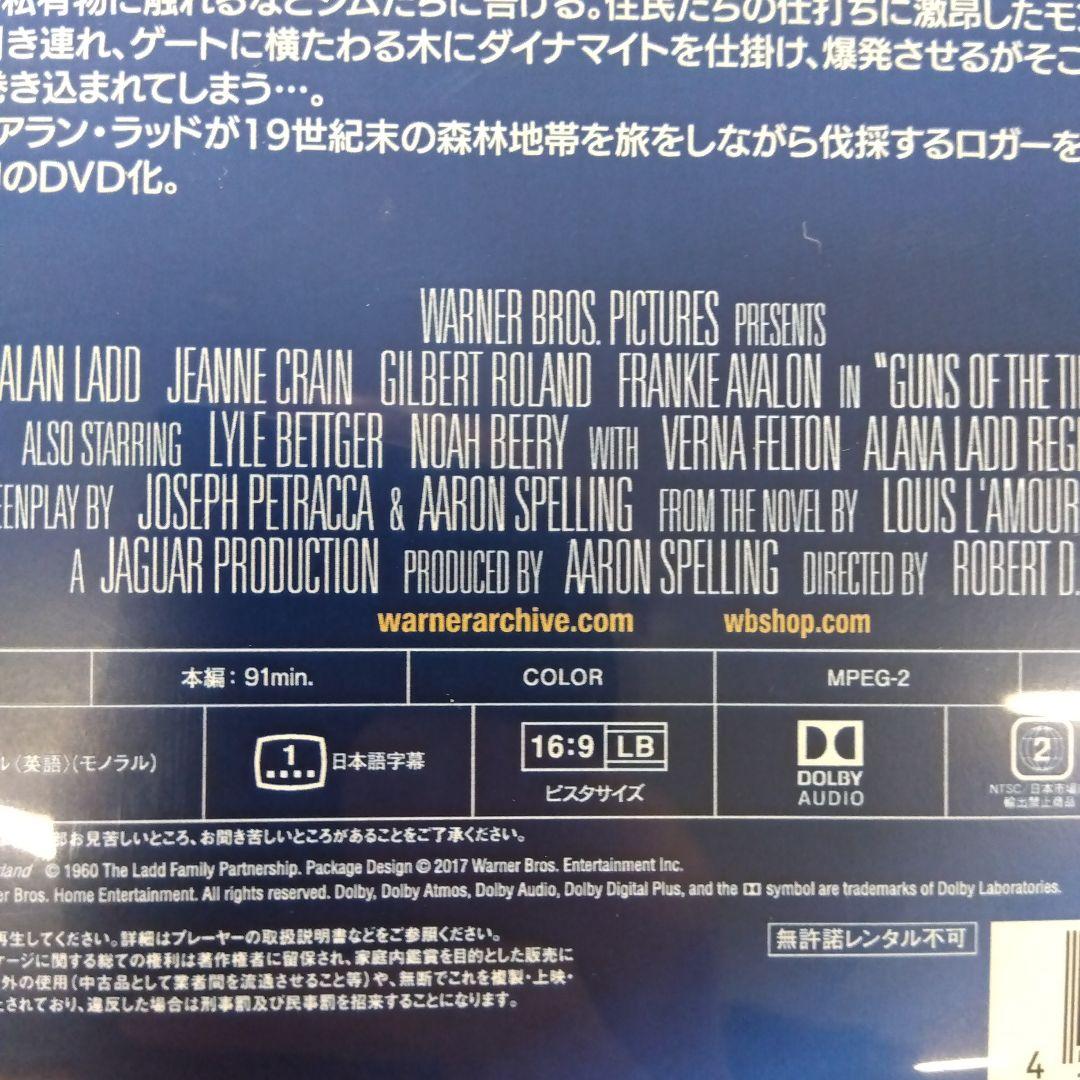 私有物に触れるなとジムたちに告げる。住民たちの仕打ちに激昂したモ
引き連れ、ゲートに横たわる木にダイナマイトを仕掛け、爆発させるがそこ
巻き込まれてしまう…。
アラン・ラッドが19世紀末の森林地帯を旅をしながら伐採するロガーを
のDVD化。
WARNER BROS. PICTURES PRESENTS
ALAN LADD JEANNE CRAIN GILBERT ROLAND FRANKIE AVALON IN "GUNS OF THE TI
ALSO STARRING LYLE BETTGER NOAH BEERY WITH VERNA FELTON ALANA LADD REG
EENPLAY BY JOSEPH PETRACCA & AARON SPELLING FROM THE NOVEL BY LOUIS L'AMOUR
A JAGUAR PRODUCTION PRODUCED BY AARON SPELLING DIRECTED BY ROBERT D.
warnerarchive.com wbshop.com
本編：91min. COLOR MPEG-2
ル〈英語〉(モノラル) 1 日本語字幕 16:9 LB ビスタサイズ DOLBY AUDIO 2 NTSC/日本市場 輸出禁止商品
部お見苦しいところ、お聞き苦しいところがあることをご了承ください。
land © 1960 The Ladd Family Partnership. Package Design © 2017 Warner Bros. Entertainment Inc.
er Bros. Home Entertainment. All rights reserved. Dolby, Dolby Atmos, Dolby Audio, Dolby Digital Plus, and the symbol are trademarks of Dolby Laboratories.
再生してください。詳細はプレーヤーの取扱説明書などをご参照ください。
ケージに関する総ての権利は著作権者に留保され、家庭内鑑賞を目的とした販売に
外の使用(中古品として業者間を流通させること等)や、無断でこれを複製・上映・
とされており、違反した場合は刑事罰及び民事罰を招来することになります。
無許諾レンタル不可
4